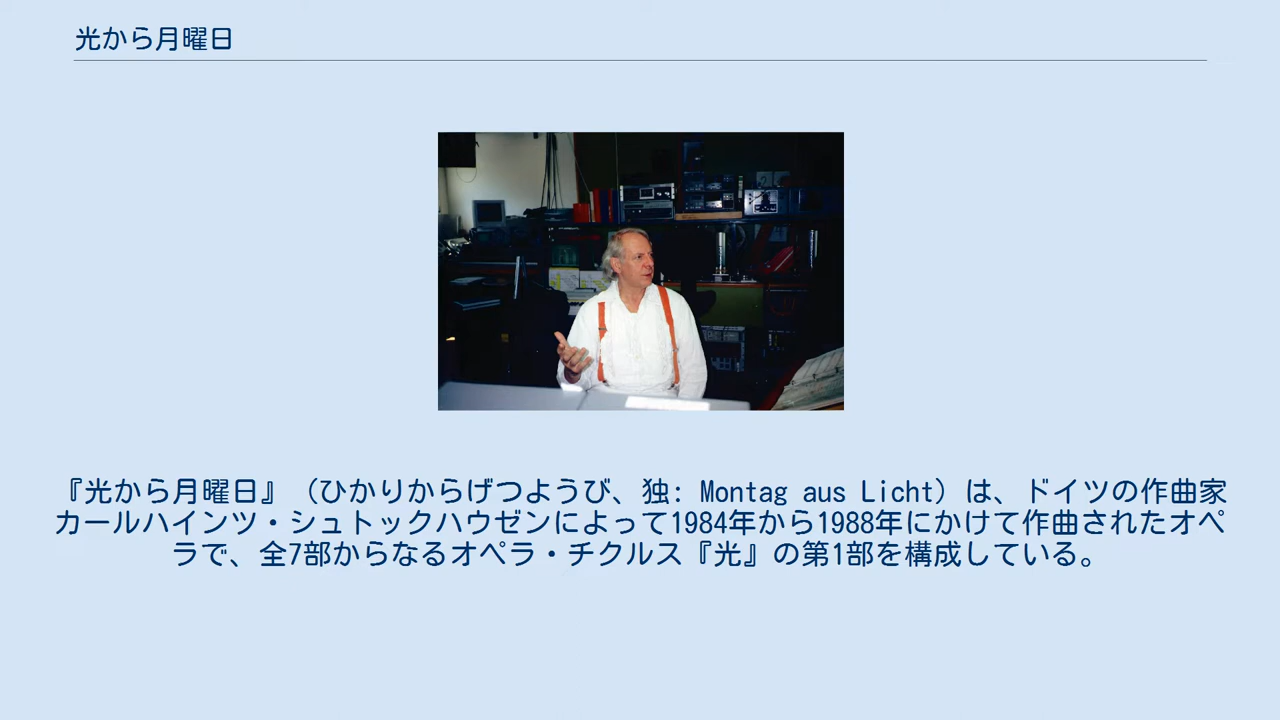 光から月曜日
『光から月曜日』（ひかりからげつようび、独: Montag aus Licht）は、ドイツの作曲家
カールハインツ・シュトックハウゼンによって1984年から1988年にかけて作曲されたオペ
ラで、全7部からなるオペラ・チクルス『光』の第1部を構成している。